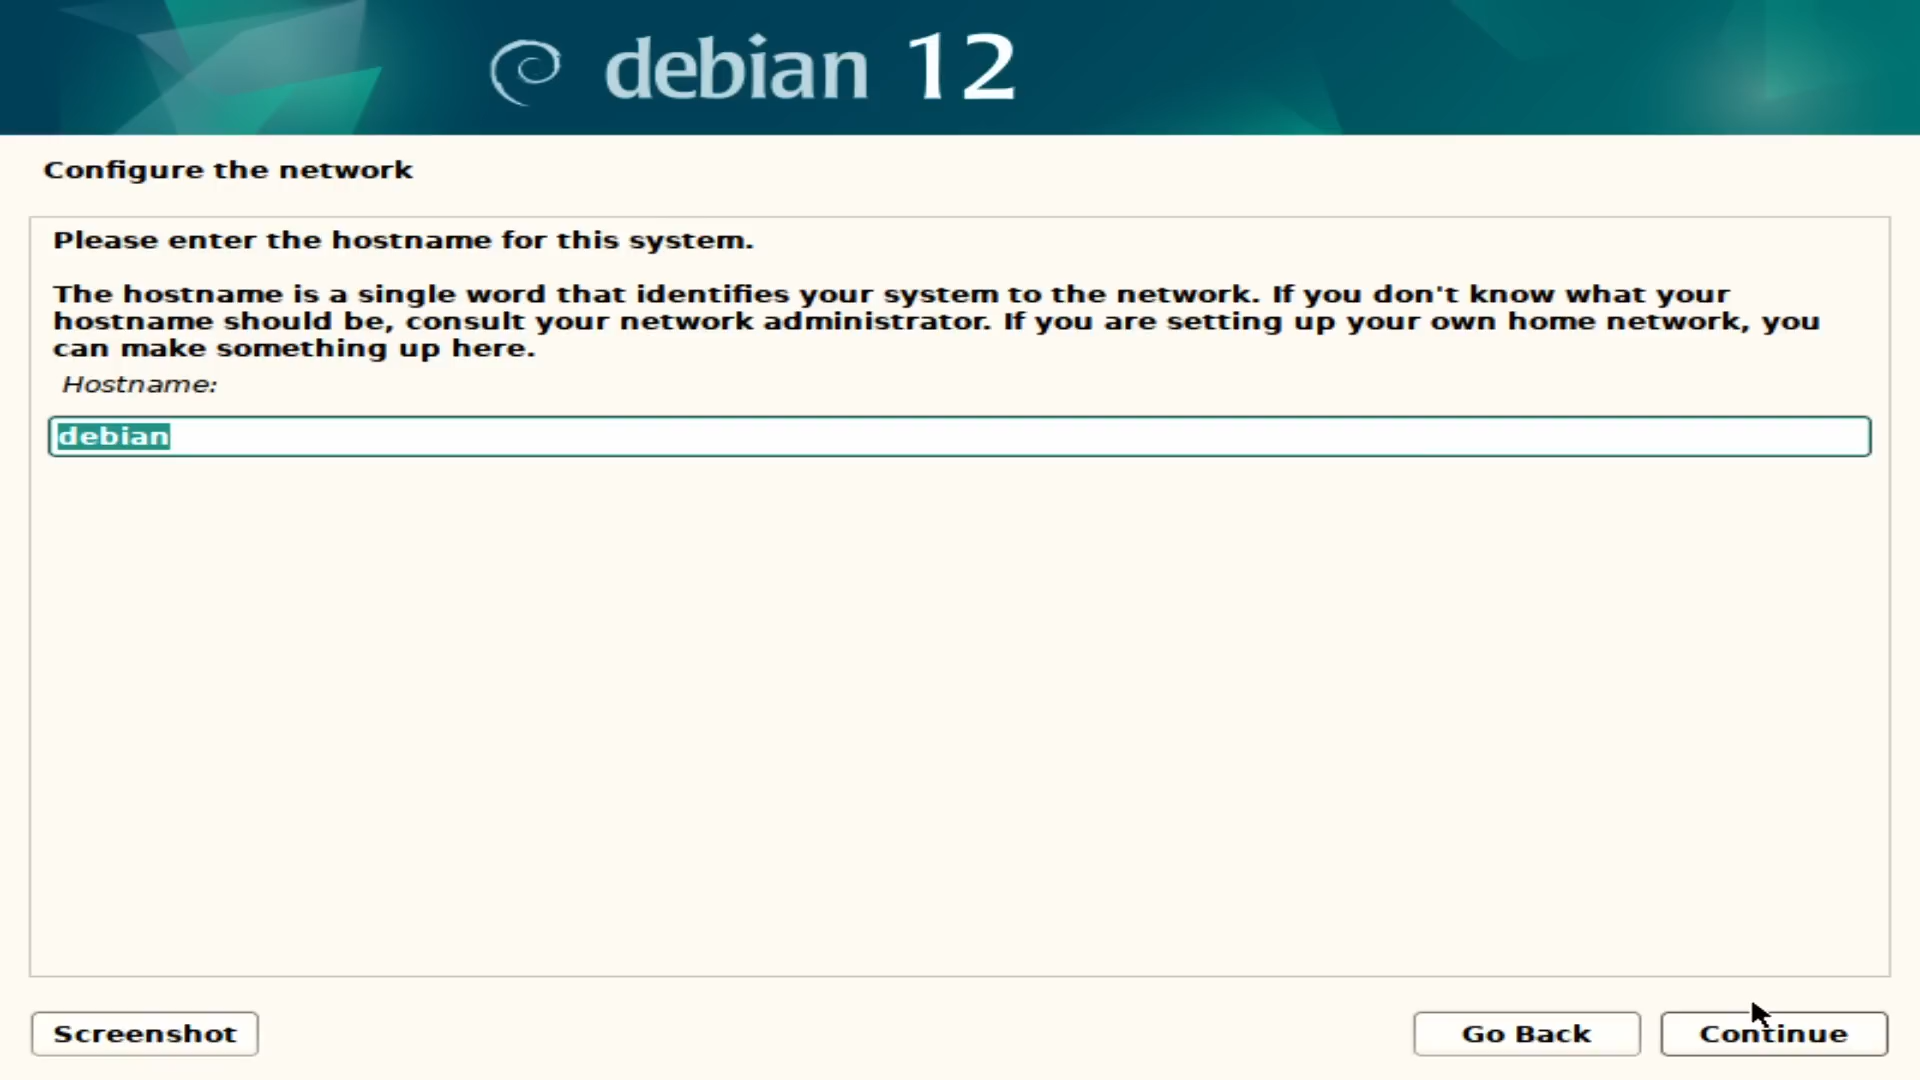 debian 12
Configure the network
Please enter the hostname for this system.
The hostname is a single word that identifies your system to the network. If you don't know what your
hostname should be, consult your network administrator. If you are setting up your own home network, you
can make something up here.
Hostname:
debian
Screenshot
Go Back
Continue